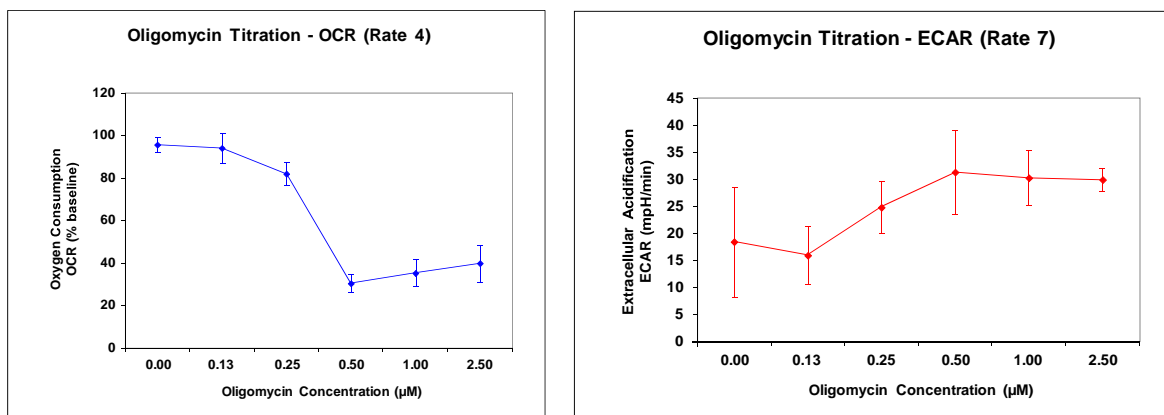 Oligomycin Titration - OCR (Rate 4)
Oxygen Consumption
OCR (% baseline)
120
100
80
60
40
20
0
0.00 0.13 0.25 0.50 1.00 2.50
Oligomycin Concentration (µM)
Oligomycin Titration - ECAR (Rate 7)
Extracellular Acidification
ECAR (mpH/min)
45
40
35
30
25
20
15
10
5
0
0.00 0.13 0.25 0.50 1.00 2.50
Oligomycin Concentration (µM)